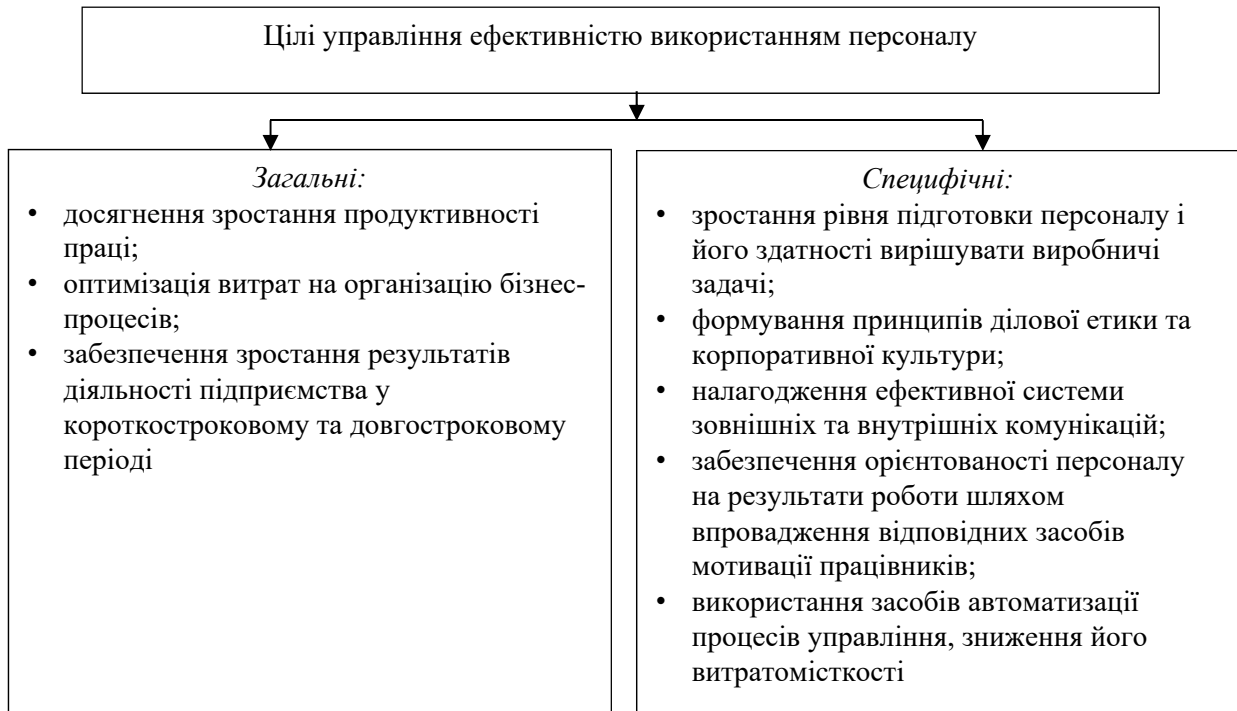 Цілі управління ефективністю використанням персоналу
Загальні:
• досягнення зростання продуктивності
праці;
• оптимізація витрат на організацію бізнес-
процесів;
• забезпечення зростання результатів
діяльності підприємства у
короткостроковому та довгостроковому
періоді
Специфічні:
• зростання рівня підготовки персоналу і
його здатності вирішувати виробничі
задачі;
• формування принципів ділової етики та
корпоративної культури;
• налагодження ефективної системи
зовнішніх та внутрішніх комунікацій;
• забезпечення орієнтованості персоналу
на результати роботи шляхом
впровадження відповідних засобів
мотивації працівників;
• використання засобів автоматизації
процесів управління, зниження його
витратомісткості